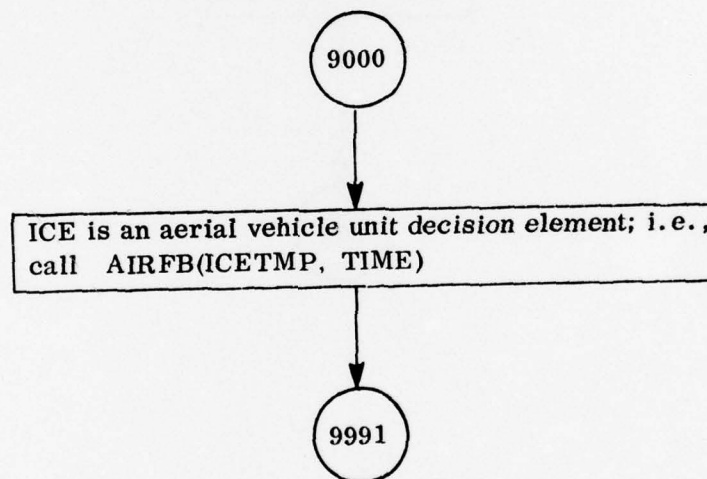 9000
ICE is an aerial vehicle unit decision element; i.e.,
call AIRFB(ICETMP, TIME)
9991